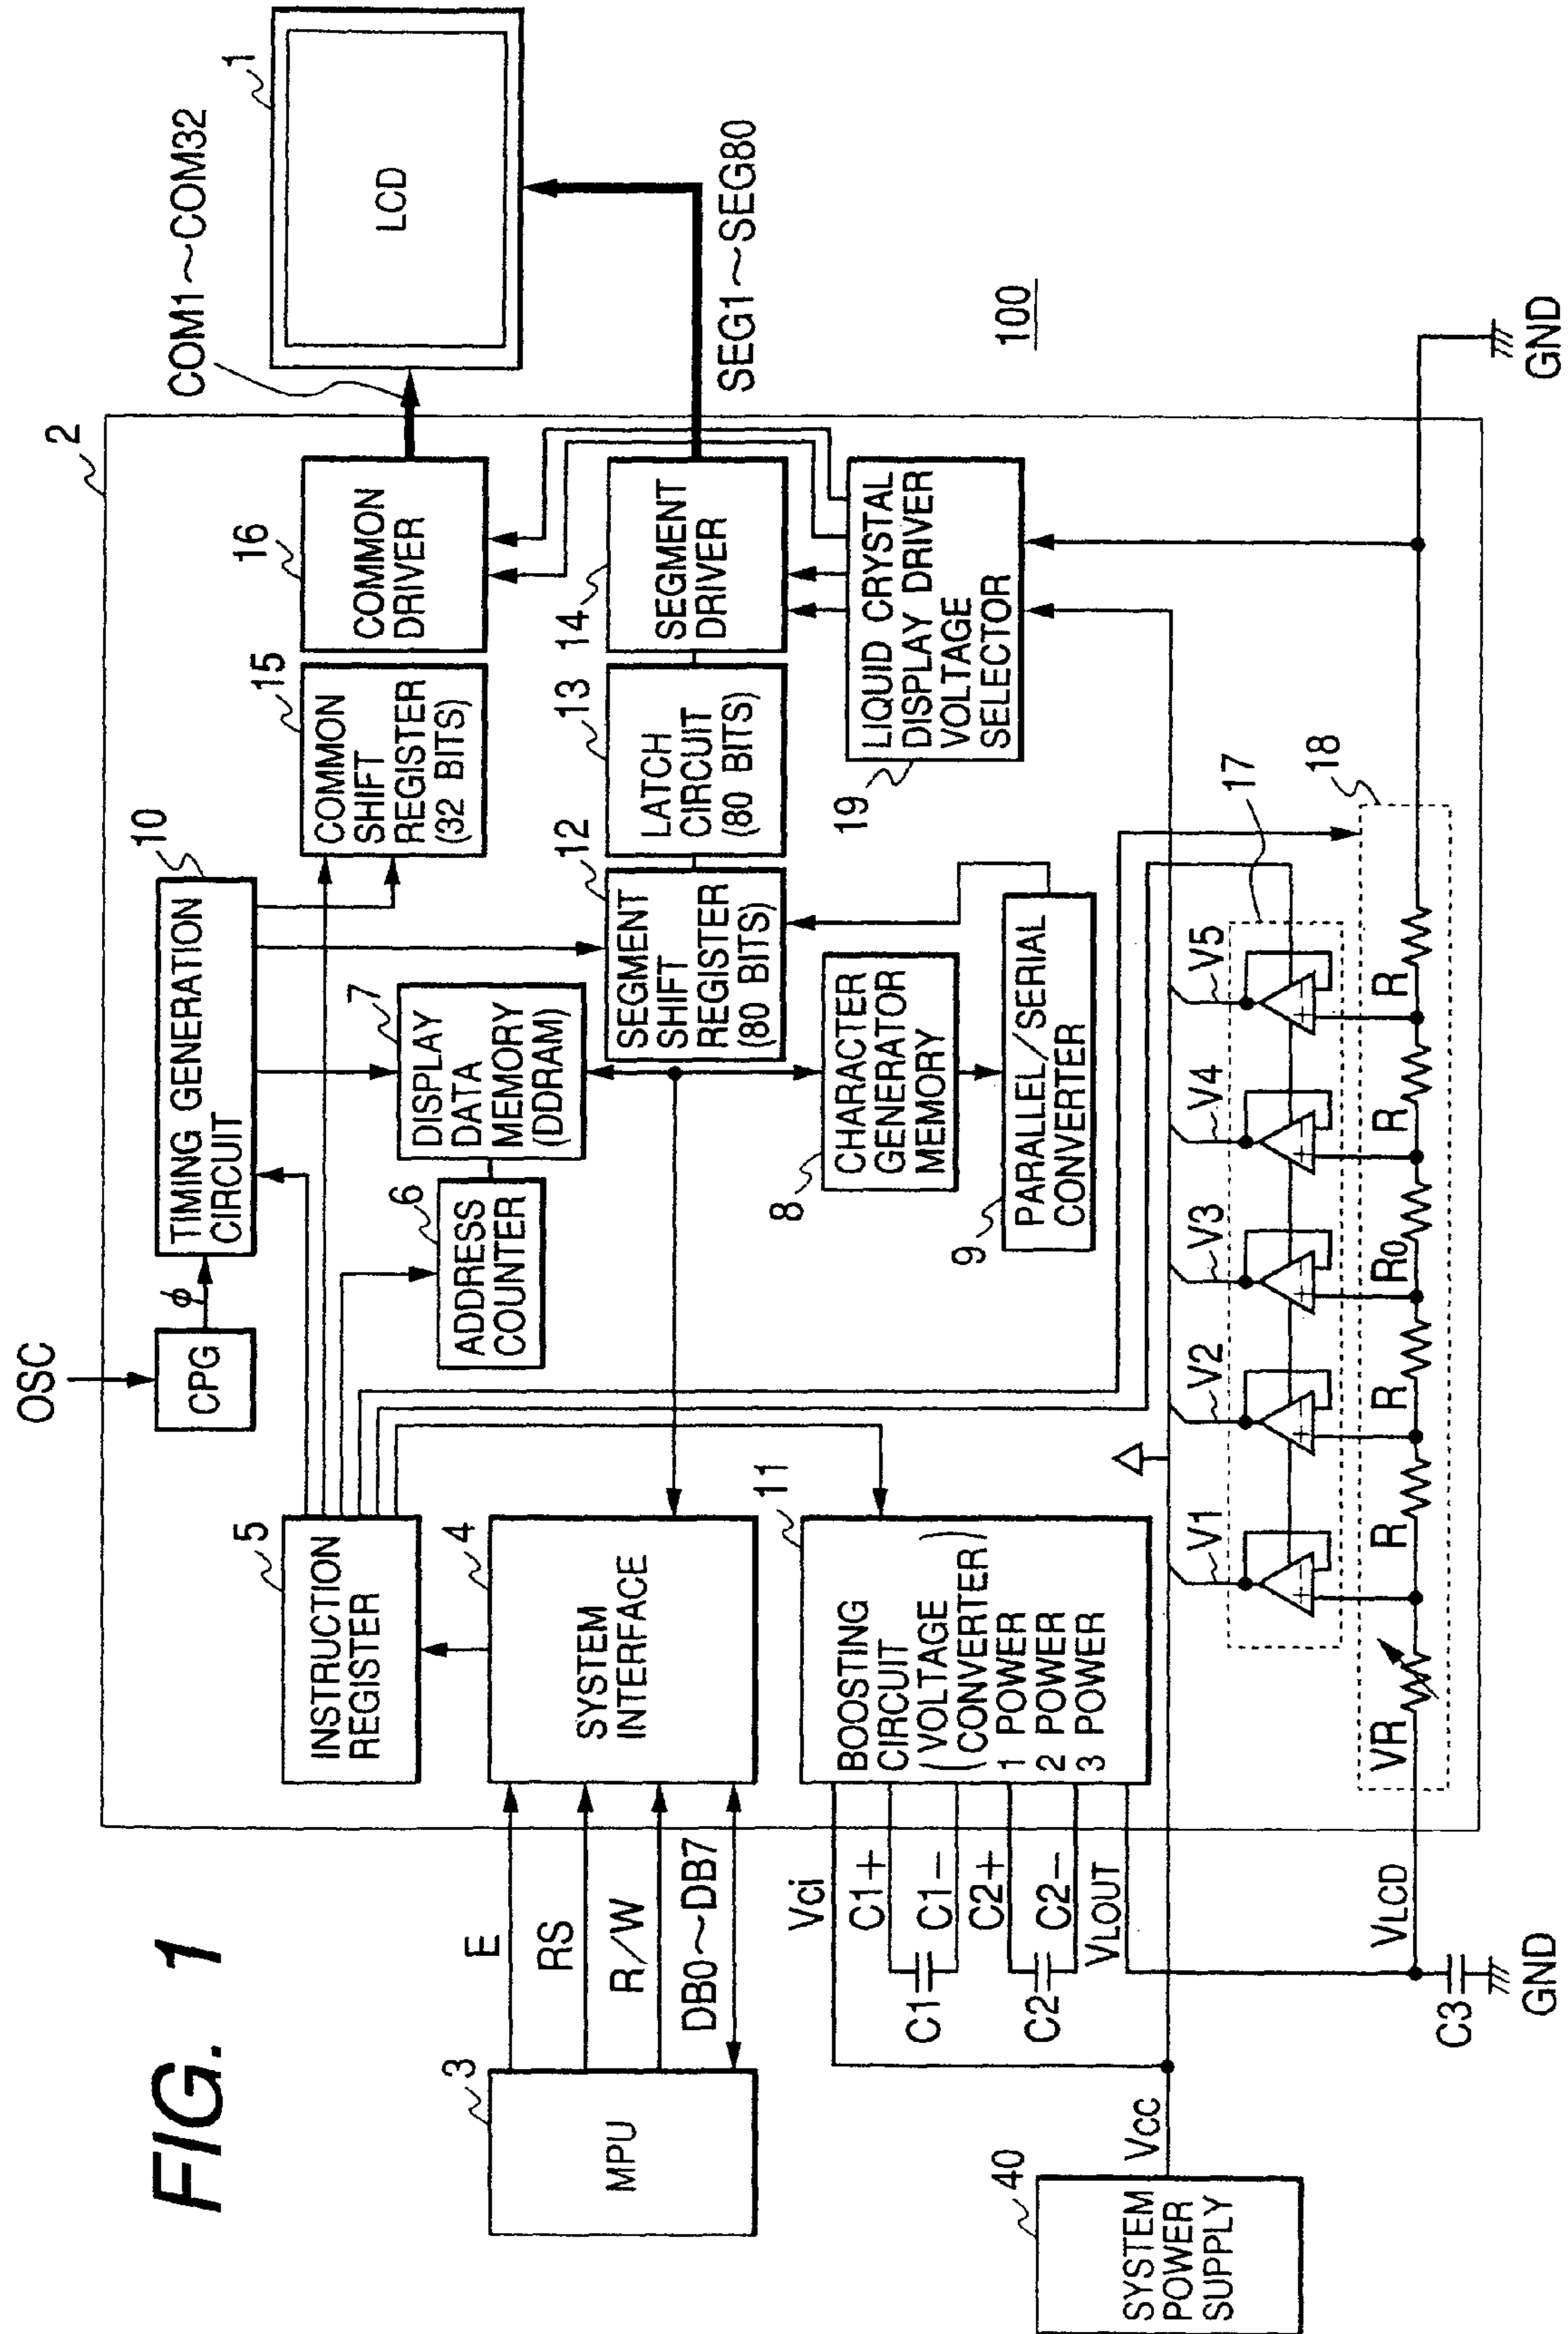 FIG. 1
OSC
CPG
φ
10
TIMING GENERATION
CIRCUIT
2
COM1~COM32
1
LCD
SEG1~SEG80
100
5
INSTRUCTION
REGISTER
6
ADDRESS
COUNTER
7
DISPLAY
DATA
MEMORY
(DDRAM)
15
COMMON
SHIFT
REGISTER
(32 BITS)
16
COMMON
DRIVER
3
MPU
E
RS
R/W
DB0~DB7
4
SYSTEM
INTERFACE
12
SEGMENT
SHIFT
REGISTER
(80 BITS)
13
LATCH
CIRCUIT
(80 BITS)
14
SEGMENT
DRIVER
8
CHARACTER
GENERATOR
MEMORY
9
PARALLEL/SERIAL
CONVERTER
19
LIQUID CRYSTAL
DISPLAY DRIVER
VOLTAGE
SELECTOR
11
BOOSTING
CIRCUIT
(VOLTAGE
CONVERTER)
1 POWER
2 POWER
3 POWER
Vci
C1+
C1
C1-
C2+
C2
C2-
VLOUT
40
SYSTEM
POWER
SUPPLY
Vcc
V1
V2
V3
V4
V5
17
+
+
+
+
+
18
VLCD
VR
R
R
R0
R
R
C3
GND
GND